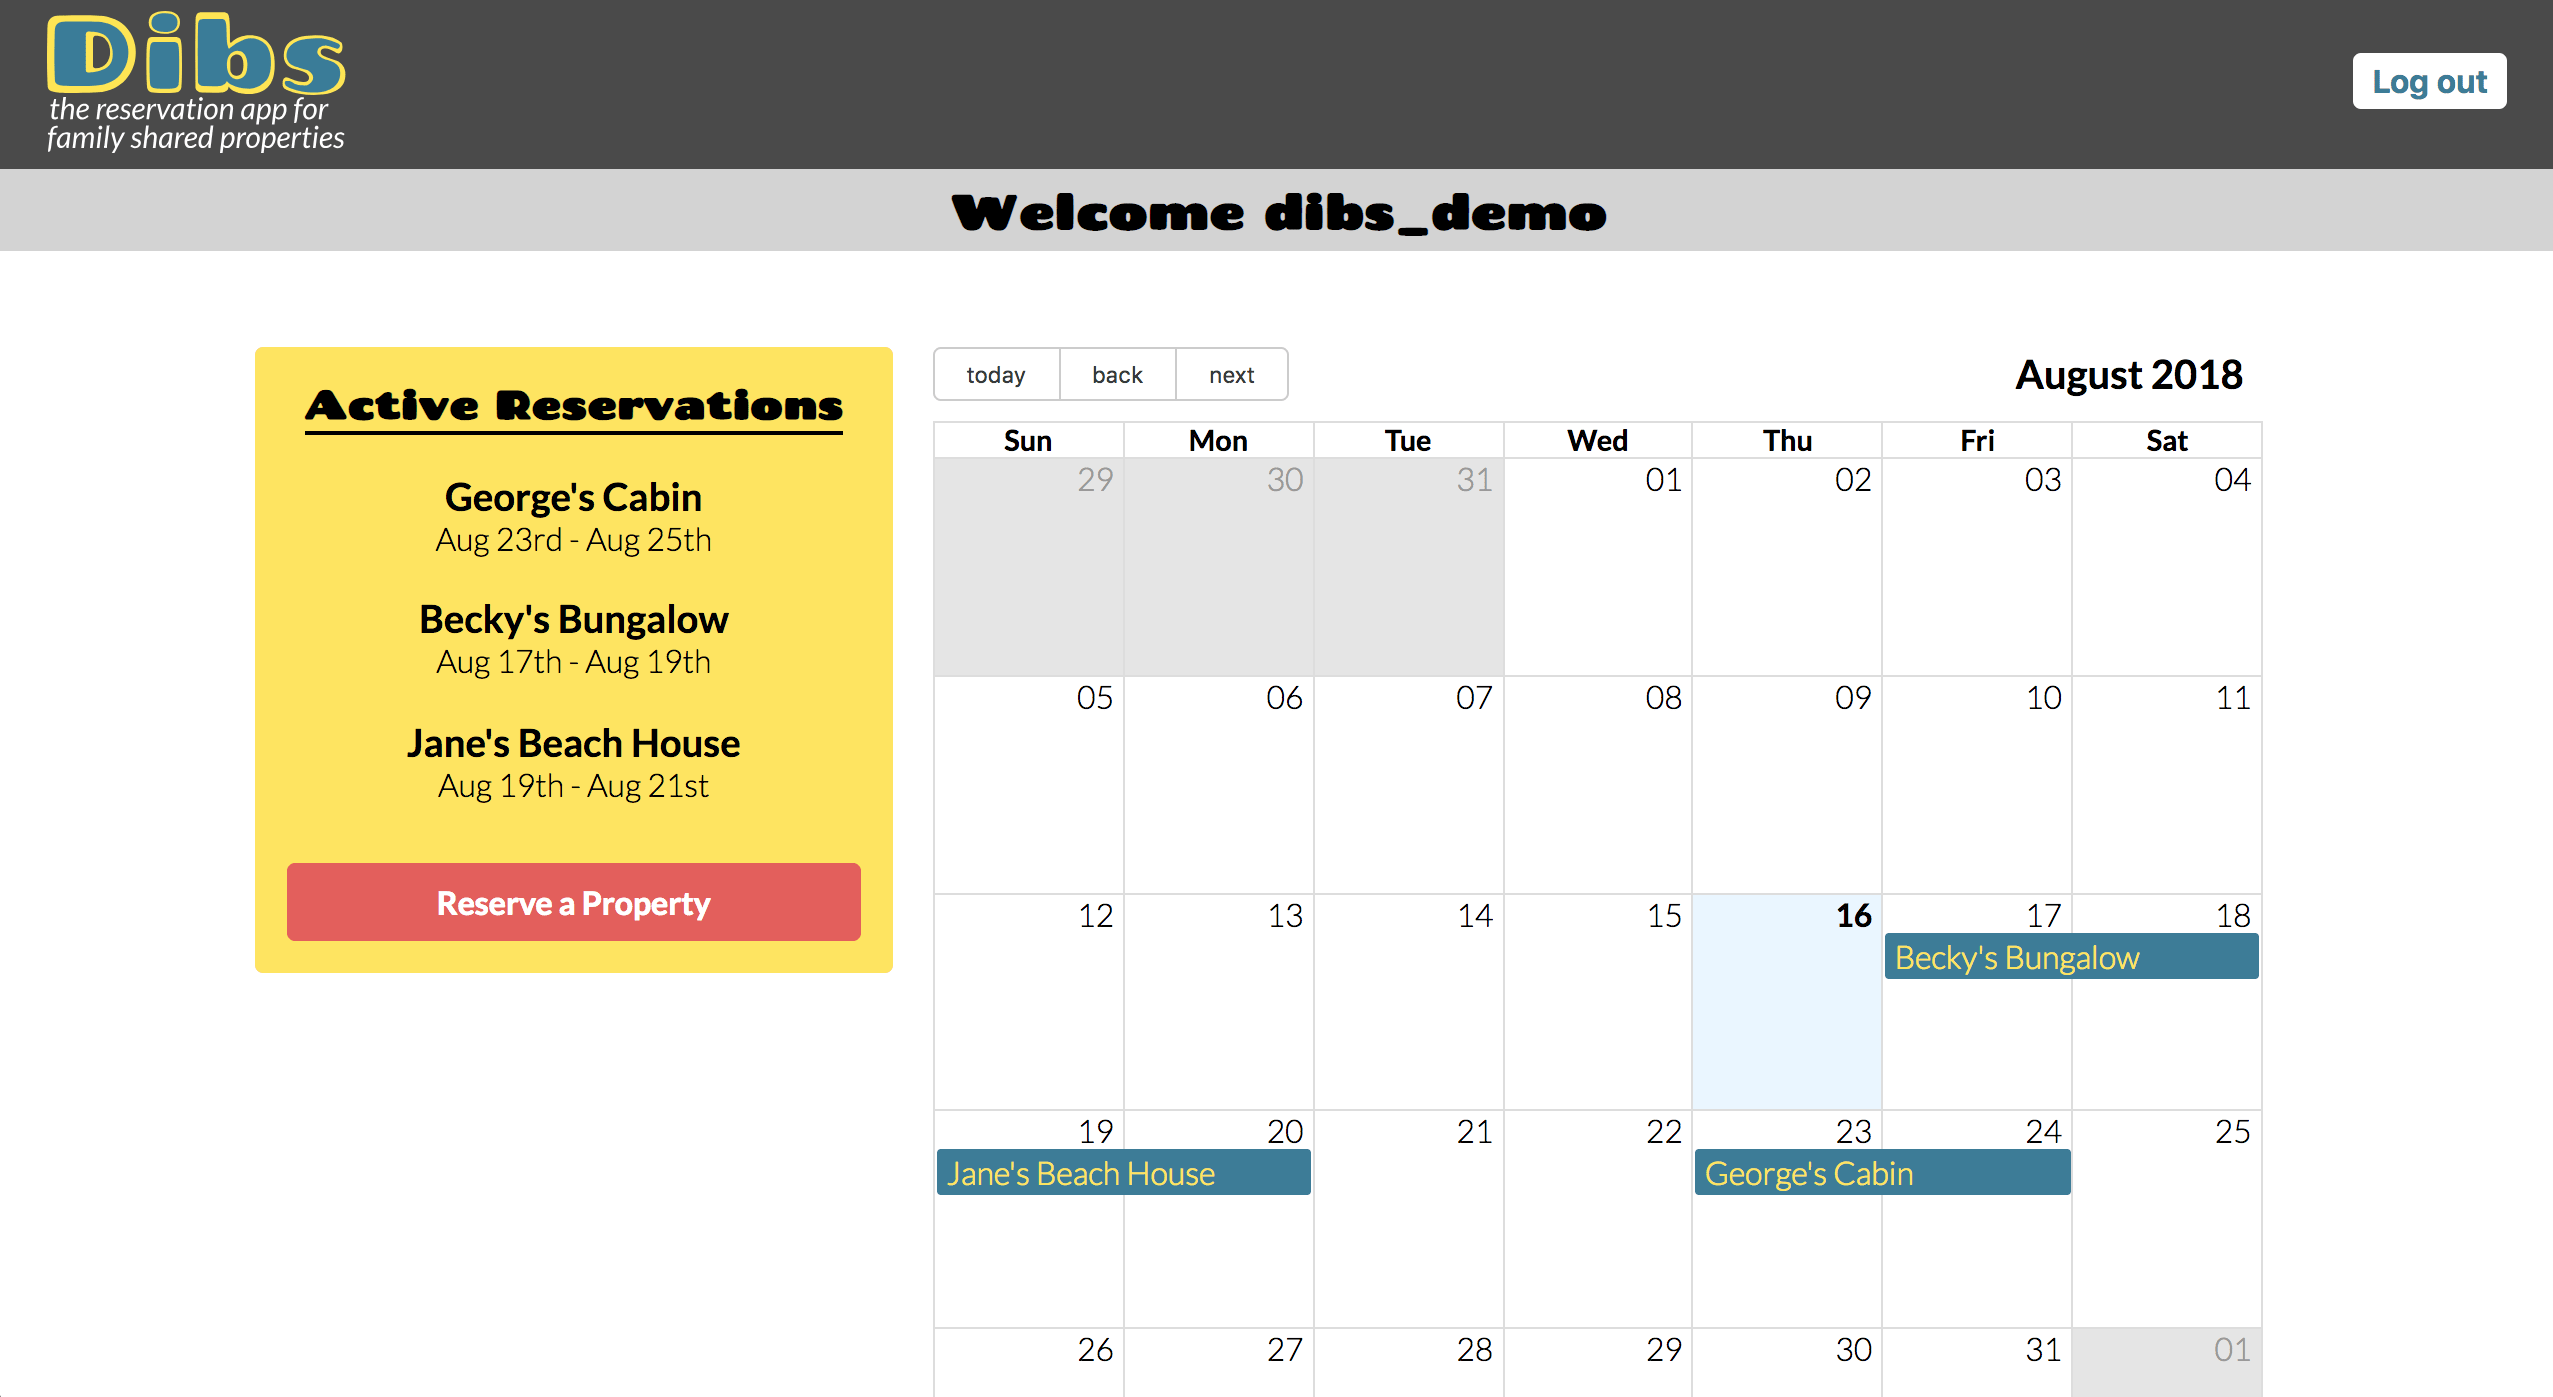 Dibs
the reservation app for
family shared properties
Log out
Welcome dibs_demo
Active Reservations
George's Cabin
Aug 23rd - Aug 25th
Becky's Bungalow
Aug 17th - Aug 19th
Jane's Beach House
Aug 19th - Aug 21st
Reserve a Property
today back next August 2018
Sun Mon Tue Wed Thu Fri Sat
29 30 31 01 02 03 04
05 06 07 08 09 10 11
12 13 14 15 16 17 18
Becky's Bungalow
19 20 21 22 23 24 25
Jane's Beach House George's Cabin
26 27 28 29 30 31 01